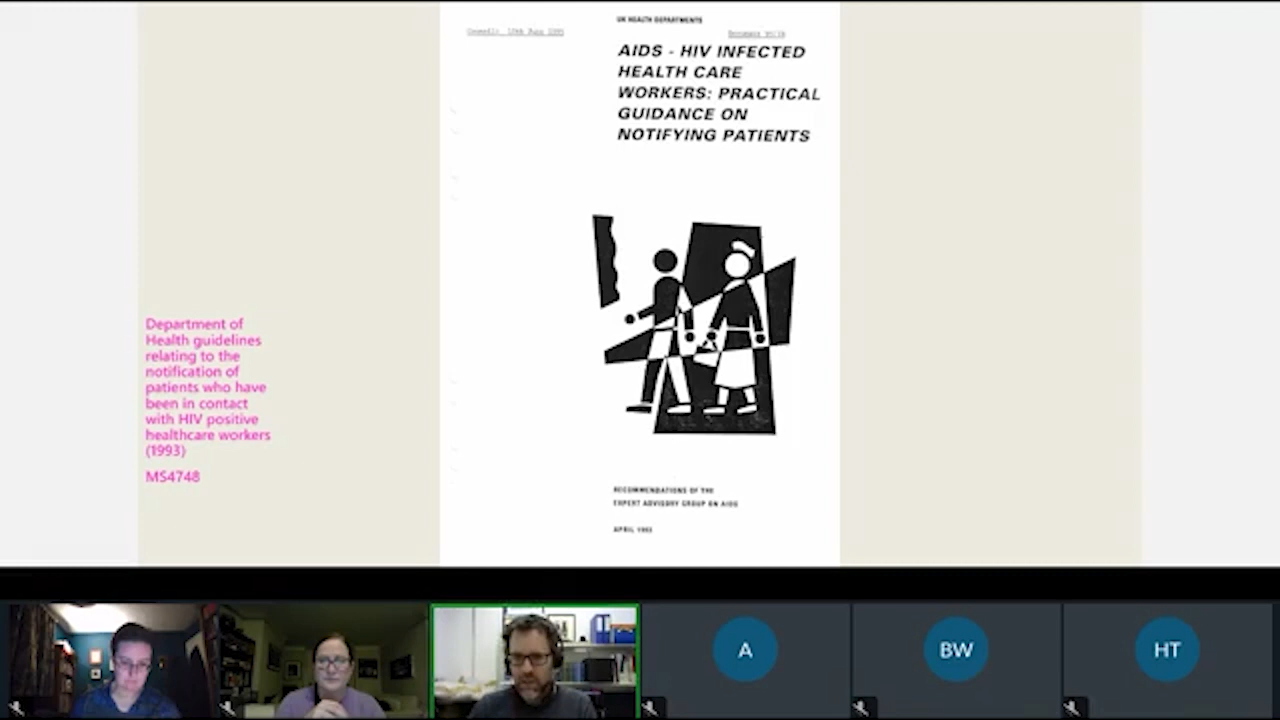 UK HEALTH DEPARTMENTS
AIDS - HIV INFECTED
HEALTH CARE
WORKERS: PRACTICAL
GUIDANCE ON
NOTIFYING PATIENTS
Department of
Health guidelines
relating to the
notification of
patients who have
been in contact
with HIV positive
healthcare workers
(1993)
MS4748
RECOMMENDATIONS OF THE
EXPERT ADVISORY GROUP ON AIDS
APRIL 1993
A
BW
HT